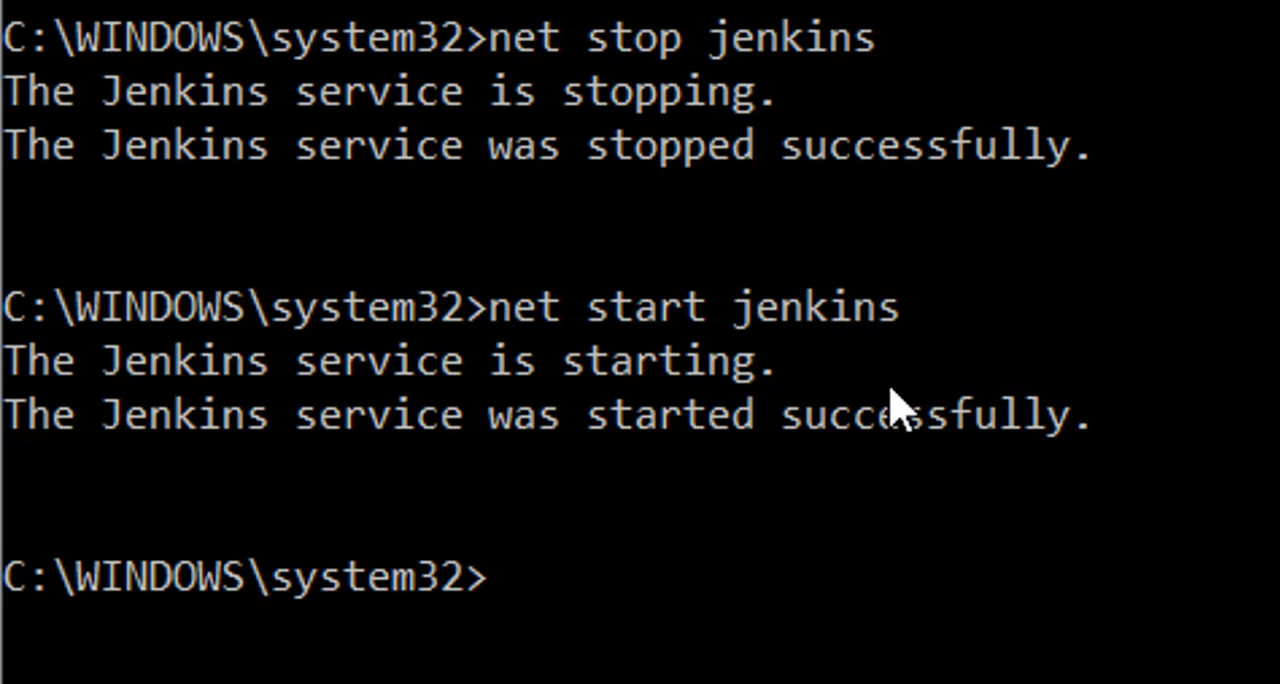 C:\WINDOWS\system32>net stop jenkins
The Jenkins service is stopping.
The Jenkins service was stopped successfully.
C:\WINDOWS\system32>net start jenkins
The Jenkins service is starting.
The Jenkins service was started successfully.
C:\WINDOWS\system32>